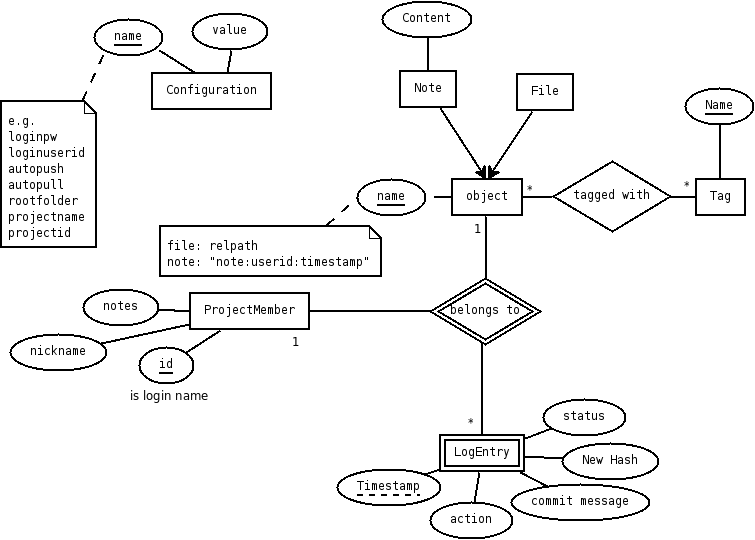 Content
name
value
Configuration
Note
File
Name
e.g.
loginpw
loginuserid
autopush
autopull
rootfolder
projectname
projectid
name
object
*
tagged with
*
Tag
1
file: relpath
note: "note:userid:timestamp"
notes
ProjectMember
belongs to
1
nickname
id
is login name
*
status
LogEntry
New Hash
Timestamp
commit message
action